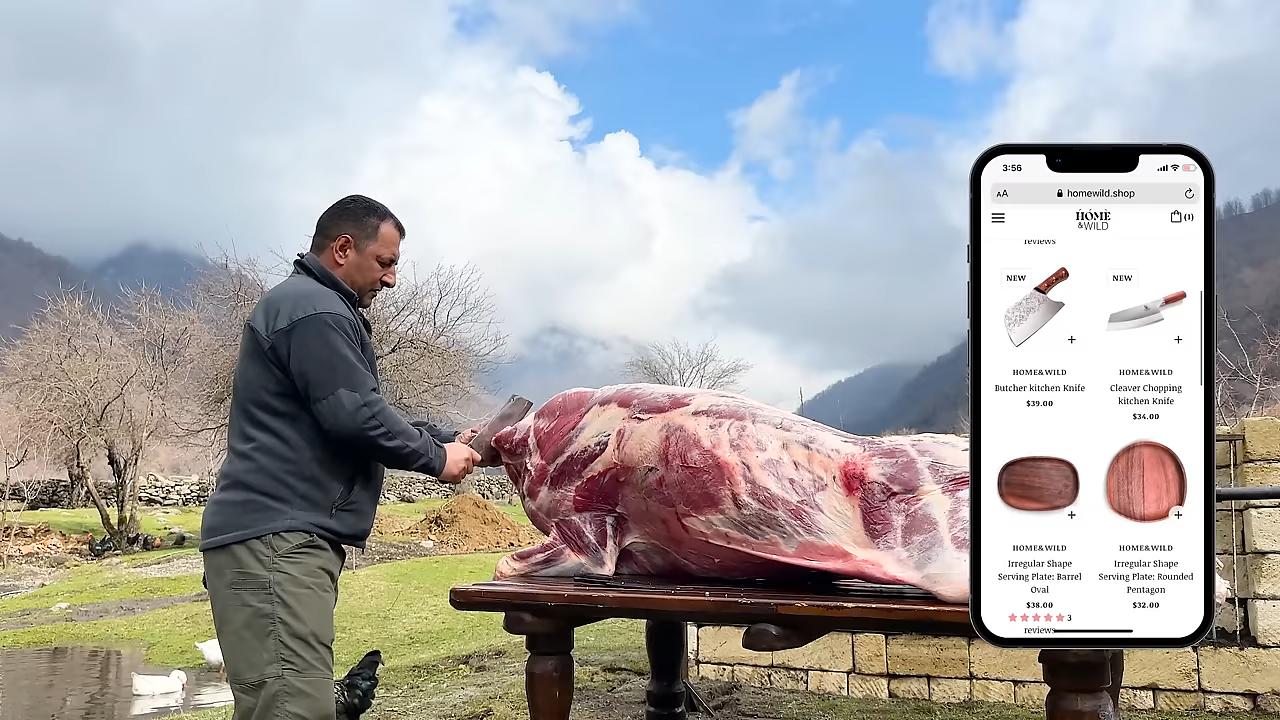 3:56
AA homewild.shop
HOME (1)
&WILD
reviews
NEW NEW
HOME&WILD HOME&WILD
Butcher kitchen Knife Cleaver Chopping
kitchen Knife
$39.00
$34.00
HOME&WILD HOME&WILD
Irregular Shape Irregular Shape
Serving Plate: Barrel Serving Plate: Rounded
Oval Pentagon
$38.00 $32.00
3
reviews